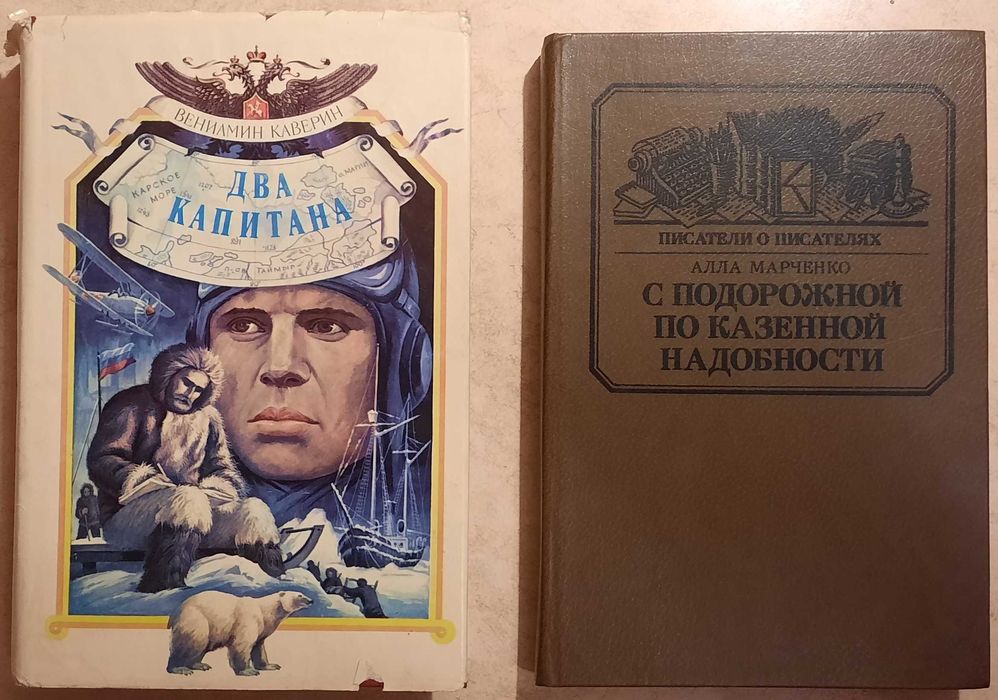 ВЕНИАМИН КАВЕРИН
ДВА
КАПИТАНА
КАРСКОЕ
МОРЕ
ТАЙМЫР
ПИСАТЕЛИ О ПИСАТЕЛЯХ
АЛЛА МАРЧЕНКО
С ПОДОРОЖНОЙ
ПО КАЗЕННОЙ
НАДОБНОСТИ